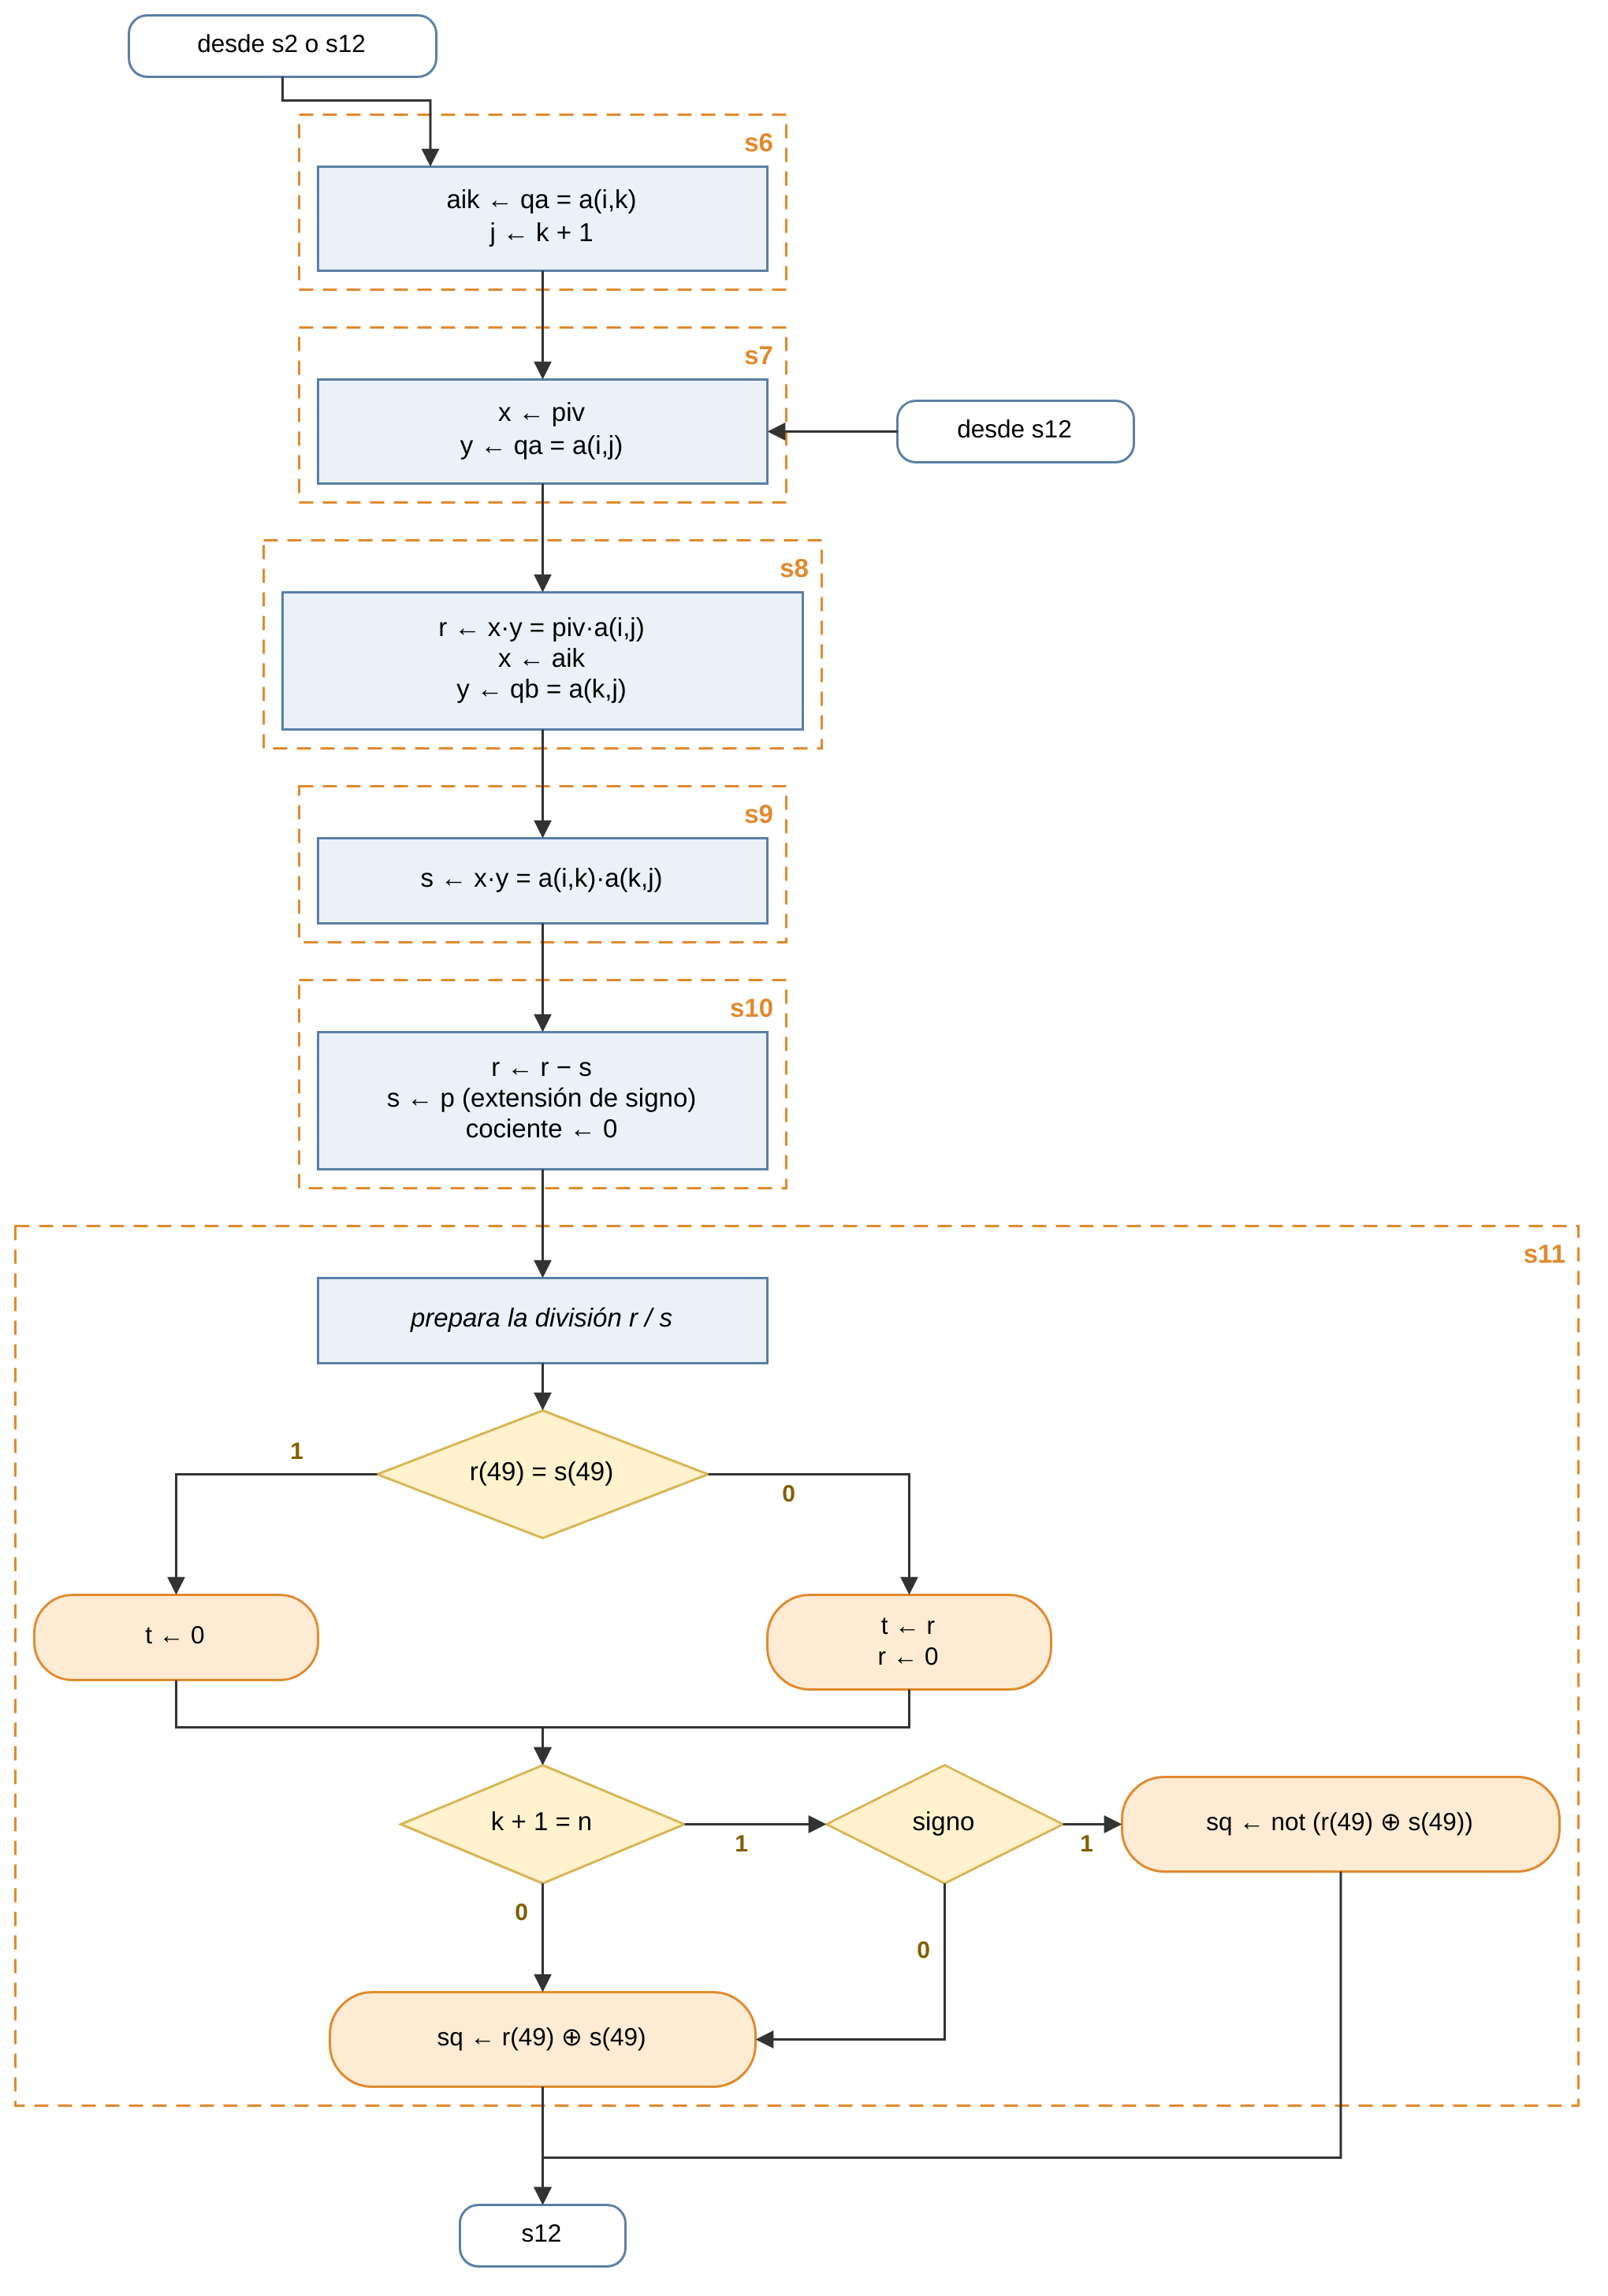 desde s2 o s12
s6
aik ← qa = a(i,k)
j ← k + 1
s7
x ← piv
y ← qa = a(i,j)
desde s12
s8
r ← x·y = piv·a(i,j)
x ← aik
y ← qb = a(k,j)
s9
s ← x·y = a(i,k)·a(k,j)
s10
r ← r − s
s ← p (extensión de signo)
cociente ← 0
s11
prepara la división r / s
r(49) = s(49)
1
0
t ← 0
t ← r
r ← 0
k + 1 = n
1
signo
1
sq ← not (r(49) ⊕ s(49))
0
0
sq ← r(49) ⊕ s(49)
s12